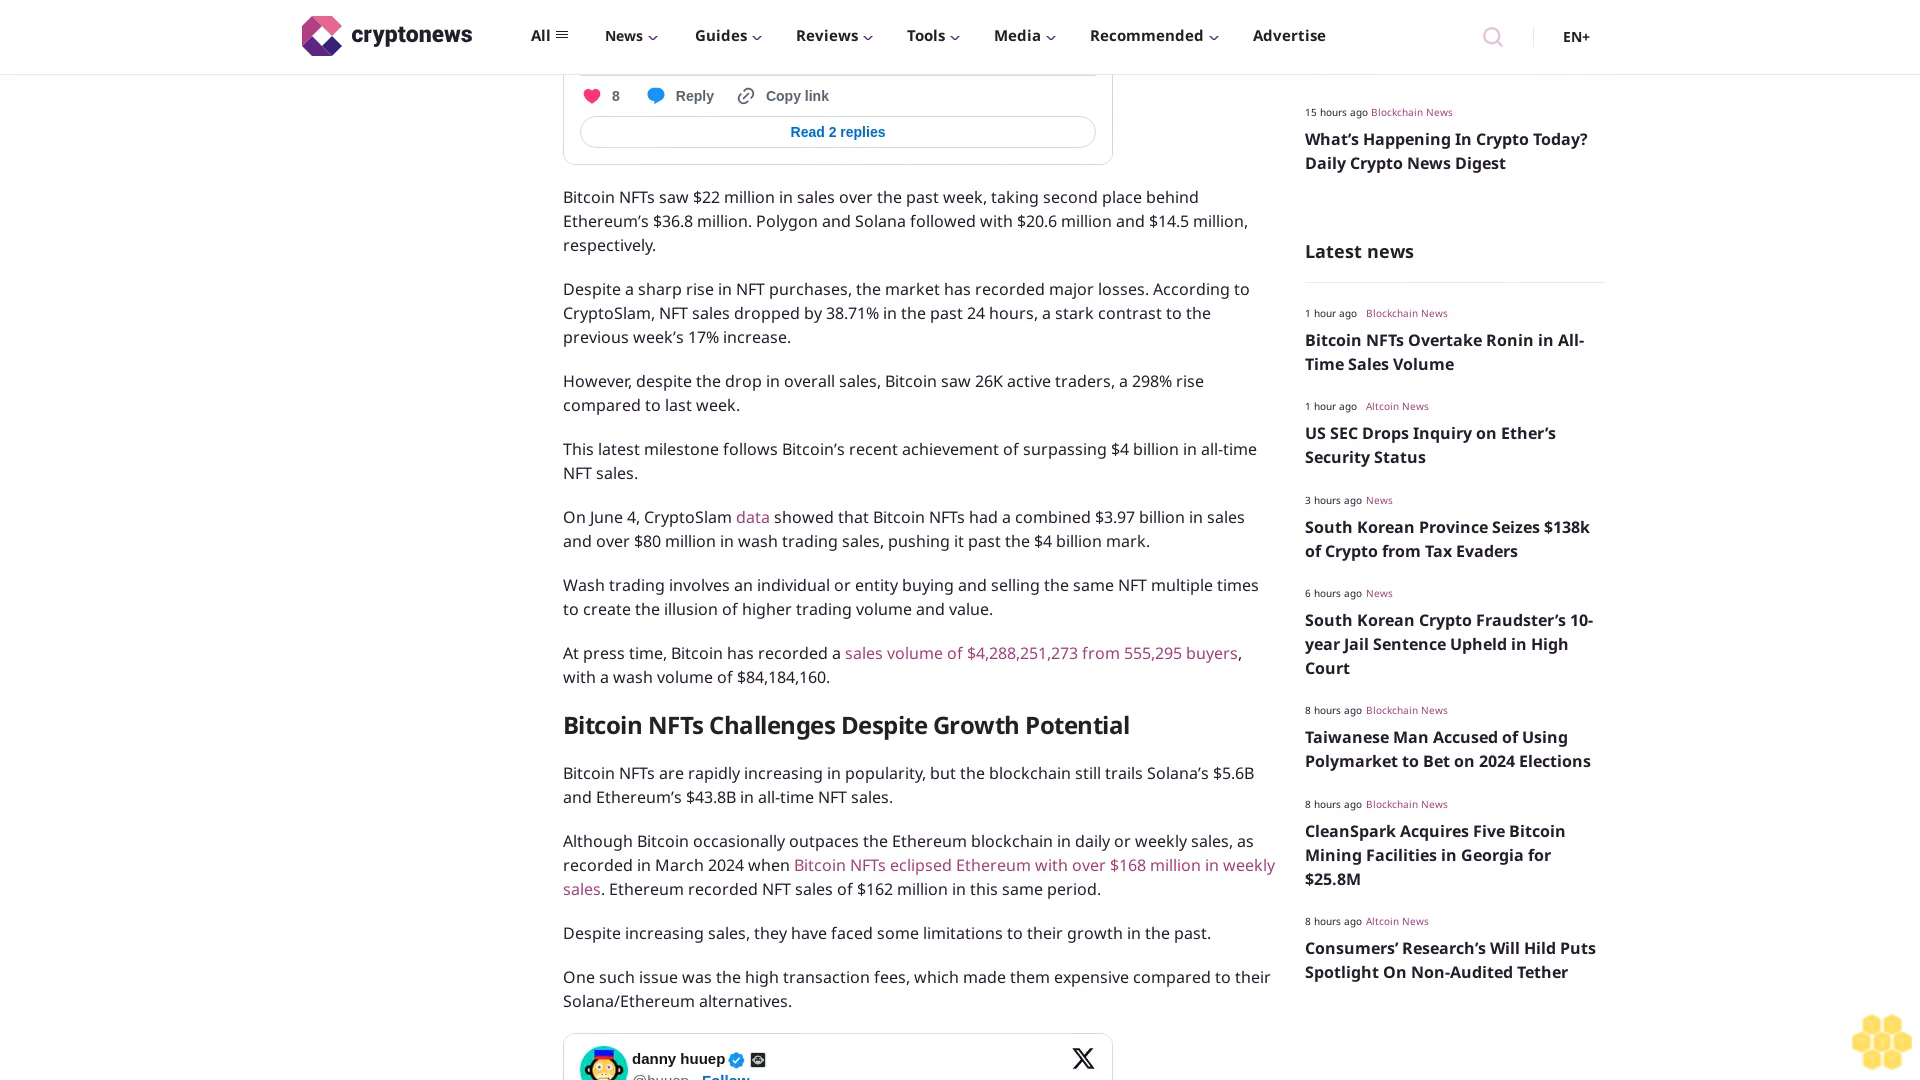 cryptonews
All
News
Guides
Reviews
Tools
Media
Recommended
Advertise
EN+
8
Reply
Copy link
Read 2 replies
Bitcoin NFTs saw $22 million in sales over the past week, taking second place behind
Ethereum’s $36.8 million. Polygon and Solana followed with $20.6 million and $14.5 million,
respectively.
Despite a sharp rise in NFT purchases, the market has recorded major losses. According to
CryptoSlam, NFT sales dropped by 38.71% in the past 24 hours, a stark contrast to the
previous week’s 17% increase.
However, despite the drop in overall sales, Bitcoin saw 26K active traders, a 298% rise
compared to last week.
This latest milestone follows Bitcoin’s recent achievement of surpassing $4 billion in all-time
NFT sales.
On June 4, CryptoSlam data showed that Bitcoin NFTs had a combined $3.97 billion in sales
and over $80 million in wash trading sales, pushing it past the $4 billion mark.
Wash trading involves an individual or entity buying and selling the same NFT multiple times
to create the illusion of higher trading volume and value.
At press time, Bitcoin has recorded a sales volume of $4,288,251,273 from 555,295 buyers,
with a wash volume of $84,184,160.
Bitcoin NFTs Challenges Despite Growth Potential
Bitcoin NFTs are rapidly increasing in popularity, but the blockchain still trails Solana’s $5.6B
and Ethereum’s $43.8B in all-time NFT sales.
Although Bitcoin occasionally outpaces the Ethereum blockchain in daily or weekly sales, as
recorded in March 2024 when Bitcoin NFTs eclipsed Ethereum with over $168 million in weekly
sales. Ethereum recorded NFT sales of $162 million in this same period.
Despite increasing sales, they have faced some limitations to their growth in the past.
One such issue was the high transaction fees, which made them expensive compared to their
Solana/Ethereum alternatives.
danny huuep
@huuep · Follow
15 hours ago Blockchain News
What’s Happening In Crypto Today?
Daily Crypto News Digest
Latest news
1 hour ago Blockchain News
Bitcoin NFTs Overtake Ronin in All-
Time Sales Volume
1 hour ago Altcoin News
US SEC Drops Inquiry on Ether’s
Security Status
3 hours ago News
South Korean Province Seizes $138k
of Crypto from Tax Evaders
6 hours ago News
South Korean Crypto Fraudster’s 10-
year Jail Sentence Upheld in High
Court
8 hours ago Blockchain News
Taiwanese Man Accused of Using
Polymarket to Bet on 2024 Elections
8 hours ago Blockchain News
CleanSpark Acquires Five Bitcoin
Mining Facilities in Georgia for
$25.8M
8 hours ago Altcoin News
Consumers’ Research’s Will Hild Puts
Spotlight On Non-Audited Tether